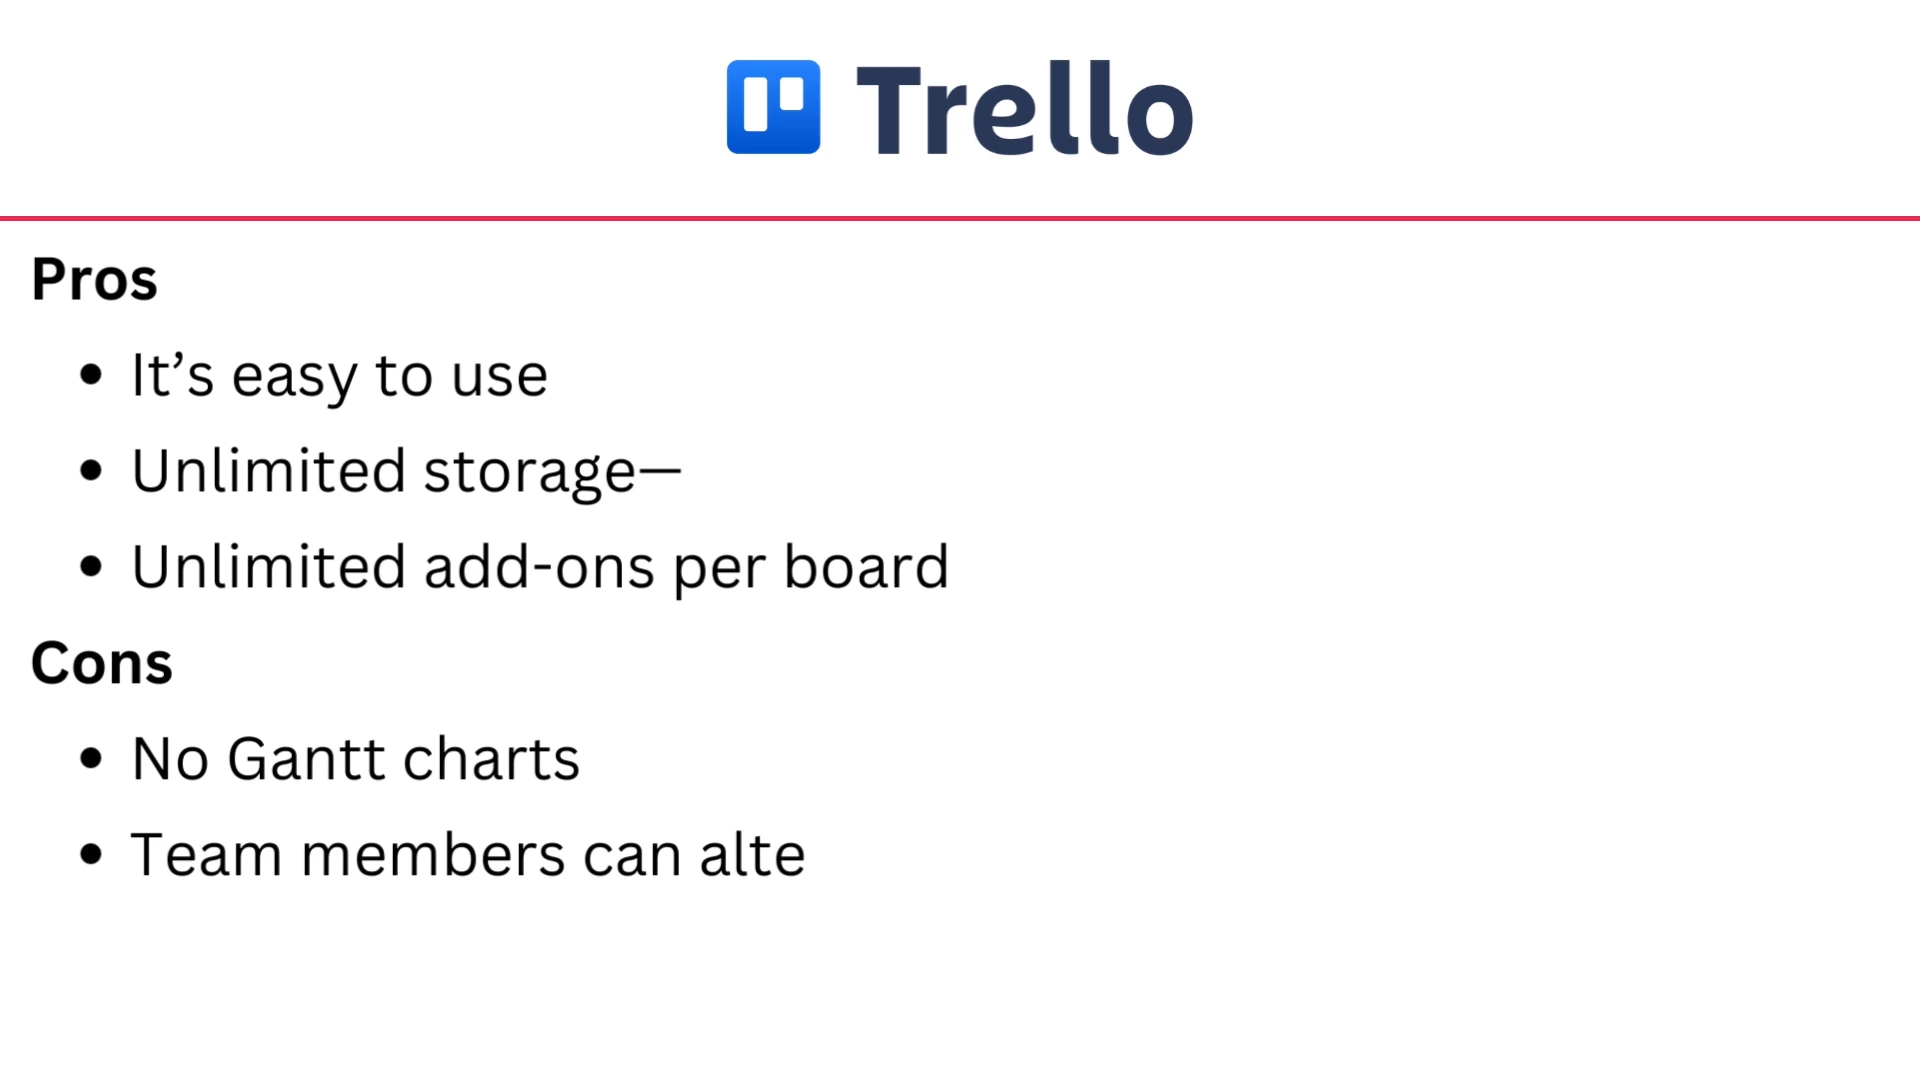 Trello
Pros
• It’s easy to use
• Unlimited storage—
• Unlimited add-ons per board
Cons
• No Gantt charts
• Team members can alte